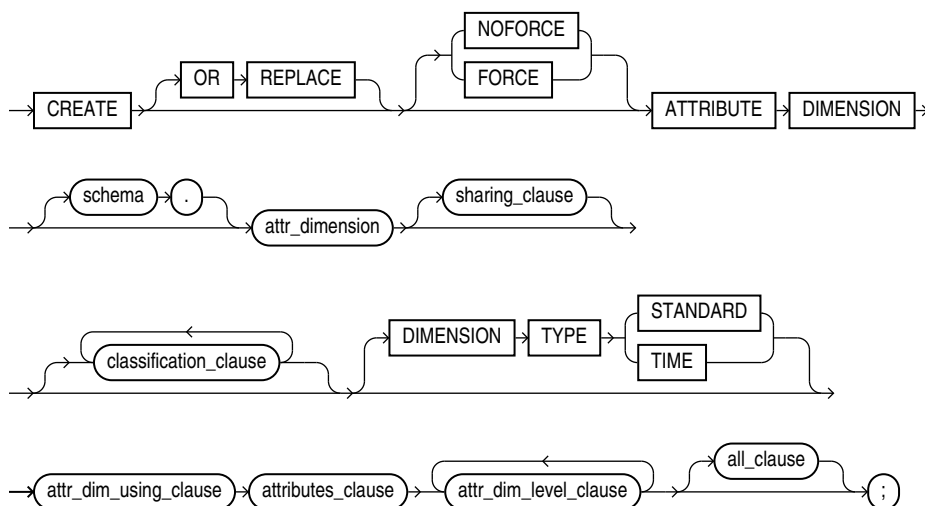 NOFORCE
OR REPLACE FORCE
CREATE ATTRIBUTE DIMENSION
schema . sharing_clause
attr_dimension
STANDARD
DIMENSION TYPE
classification_clause TIME
all_clause
attr_dim_using_clause attributes_clause attr_dim_level_clause ;